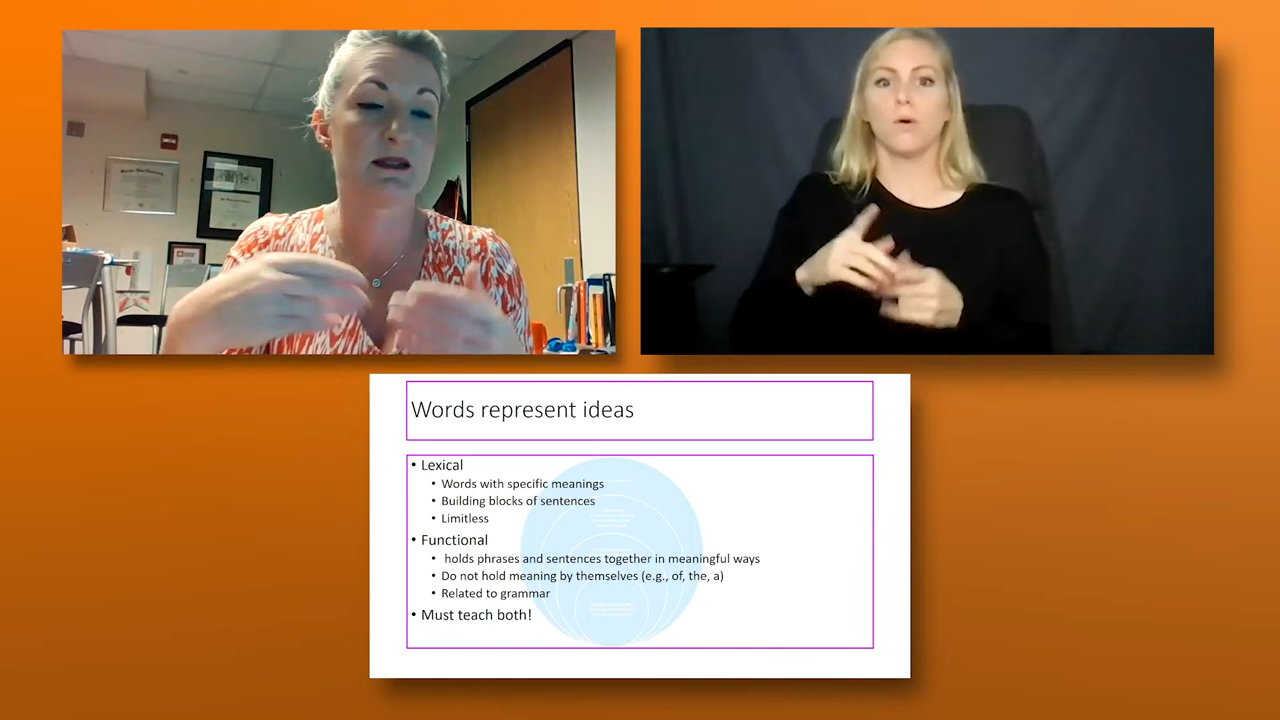 Words represent ideas
• Lexical
• Words with specific meanings
• Building blocks of sentences
• Limitless
• Functional
• holds phrases and sentences together in meaningful ways
• Do not hold meaning by themselves (e.g., of, the, a)
• Related to grammar
• Must teach both!